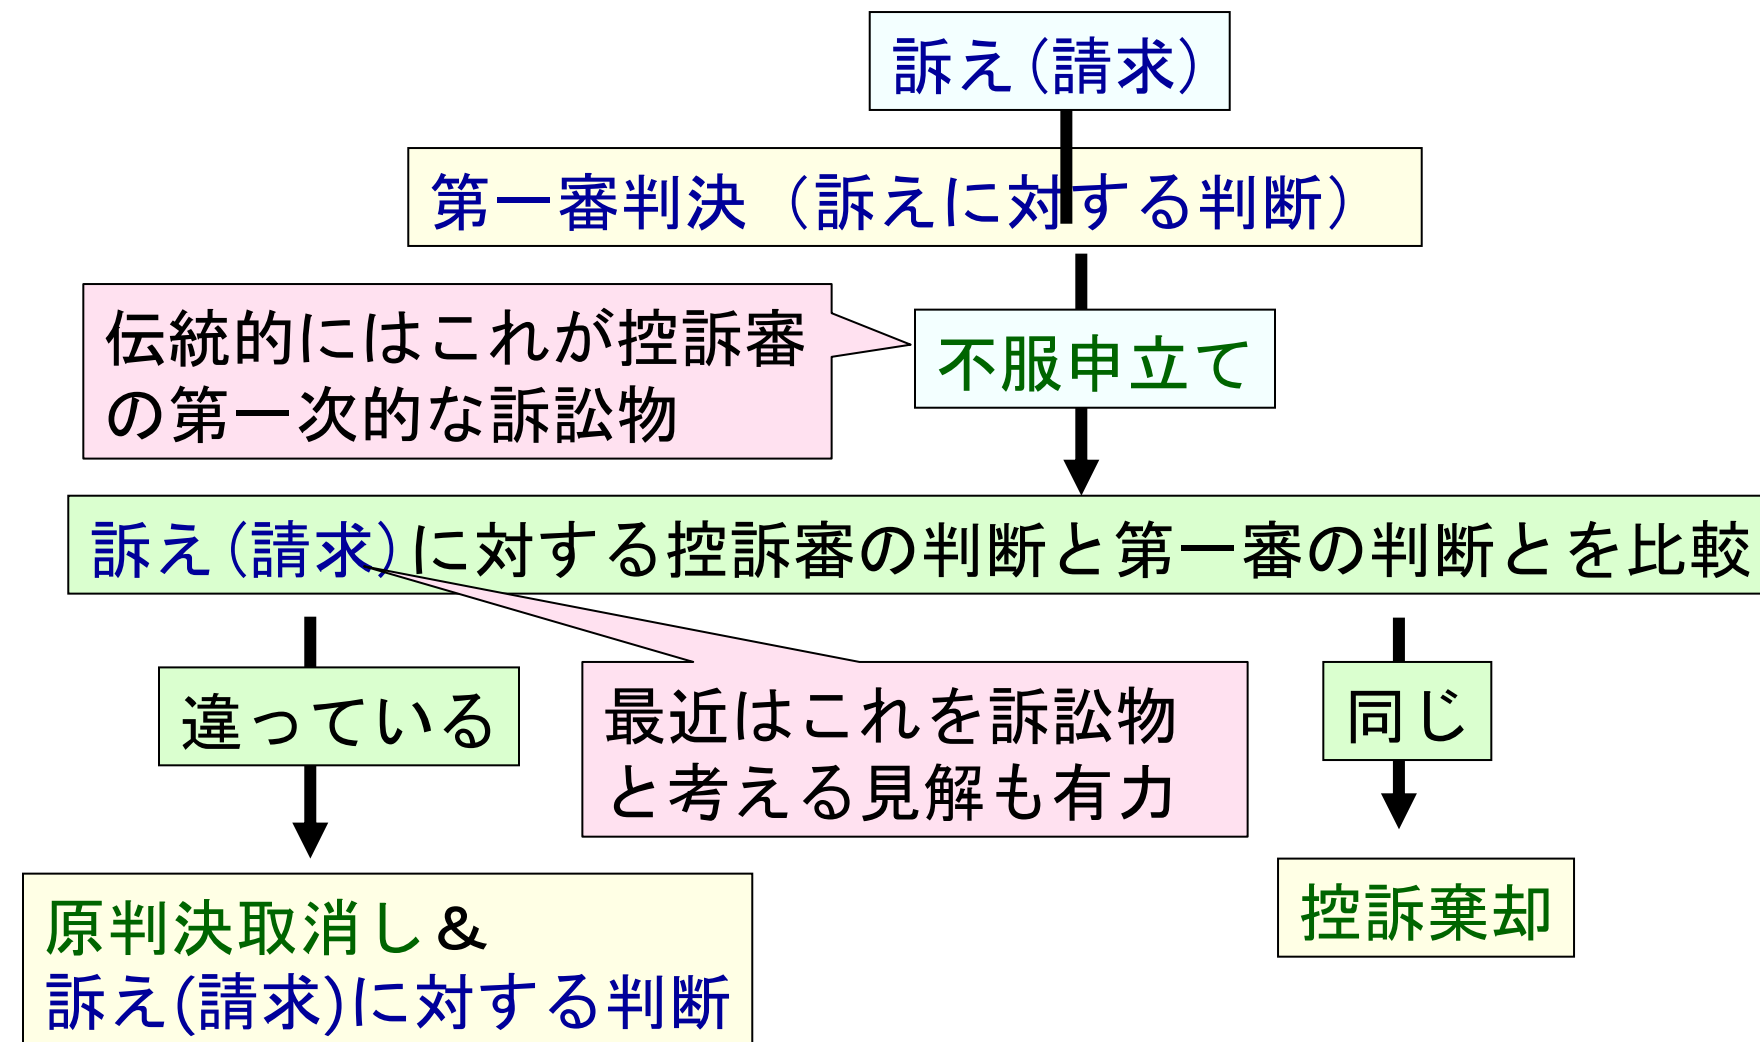 訴え(請求)
第一審判決（訴えに対する判断）
伝統的にはこれが控訴審
の第一次的な訴訟物
不服申立て
訴え(請求)に対する控訴審の判断と第一審の判断とを比較
違っている
最近はこれを訴訟物
と考える見解も有力
同じ
原判決取消し&
訴え(請求)に対する判断
控訴棄却